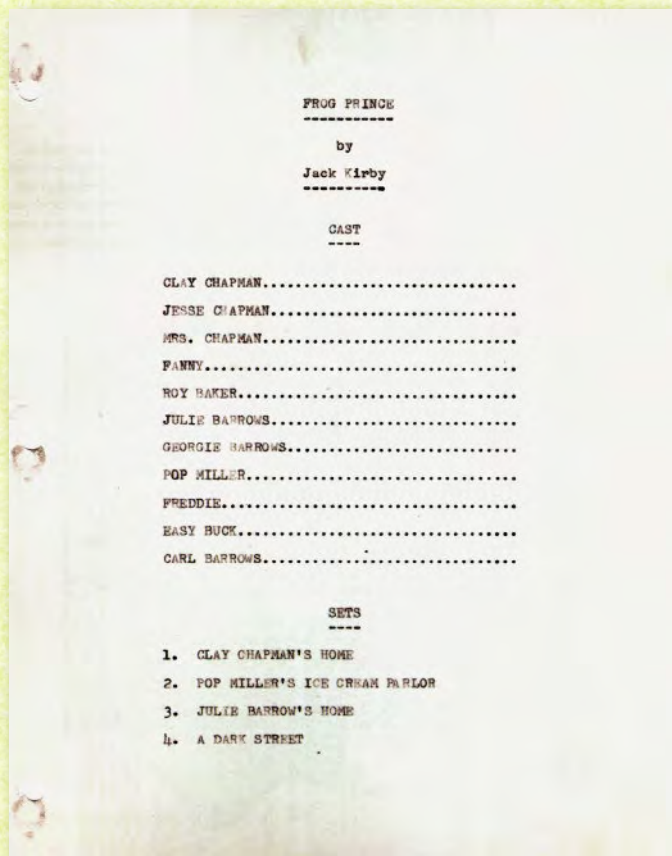 FROG PRINCE
-----------
by
Jack Kirby
----------
CAST
----
CLAY CHAPMAN...............................
JESSE CHAPMAN..............................
MRS. CHAPMAN...............................
FANNY......................................
ROY BAKER..................................
JULIE BARROWS..............................
GEORGIE BARROWS............................
POP MILLER.................................
FREDDIE....................................
EASY BUCK..................................
CARL BARROWS...............................
SETS
----
1. CLAY CHAPMAN'S HOME
2. POP MILLER'S ICE CREAM PARLOR
3. JULIE BARROW'S HOME
4. A DARK STREET